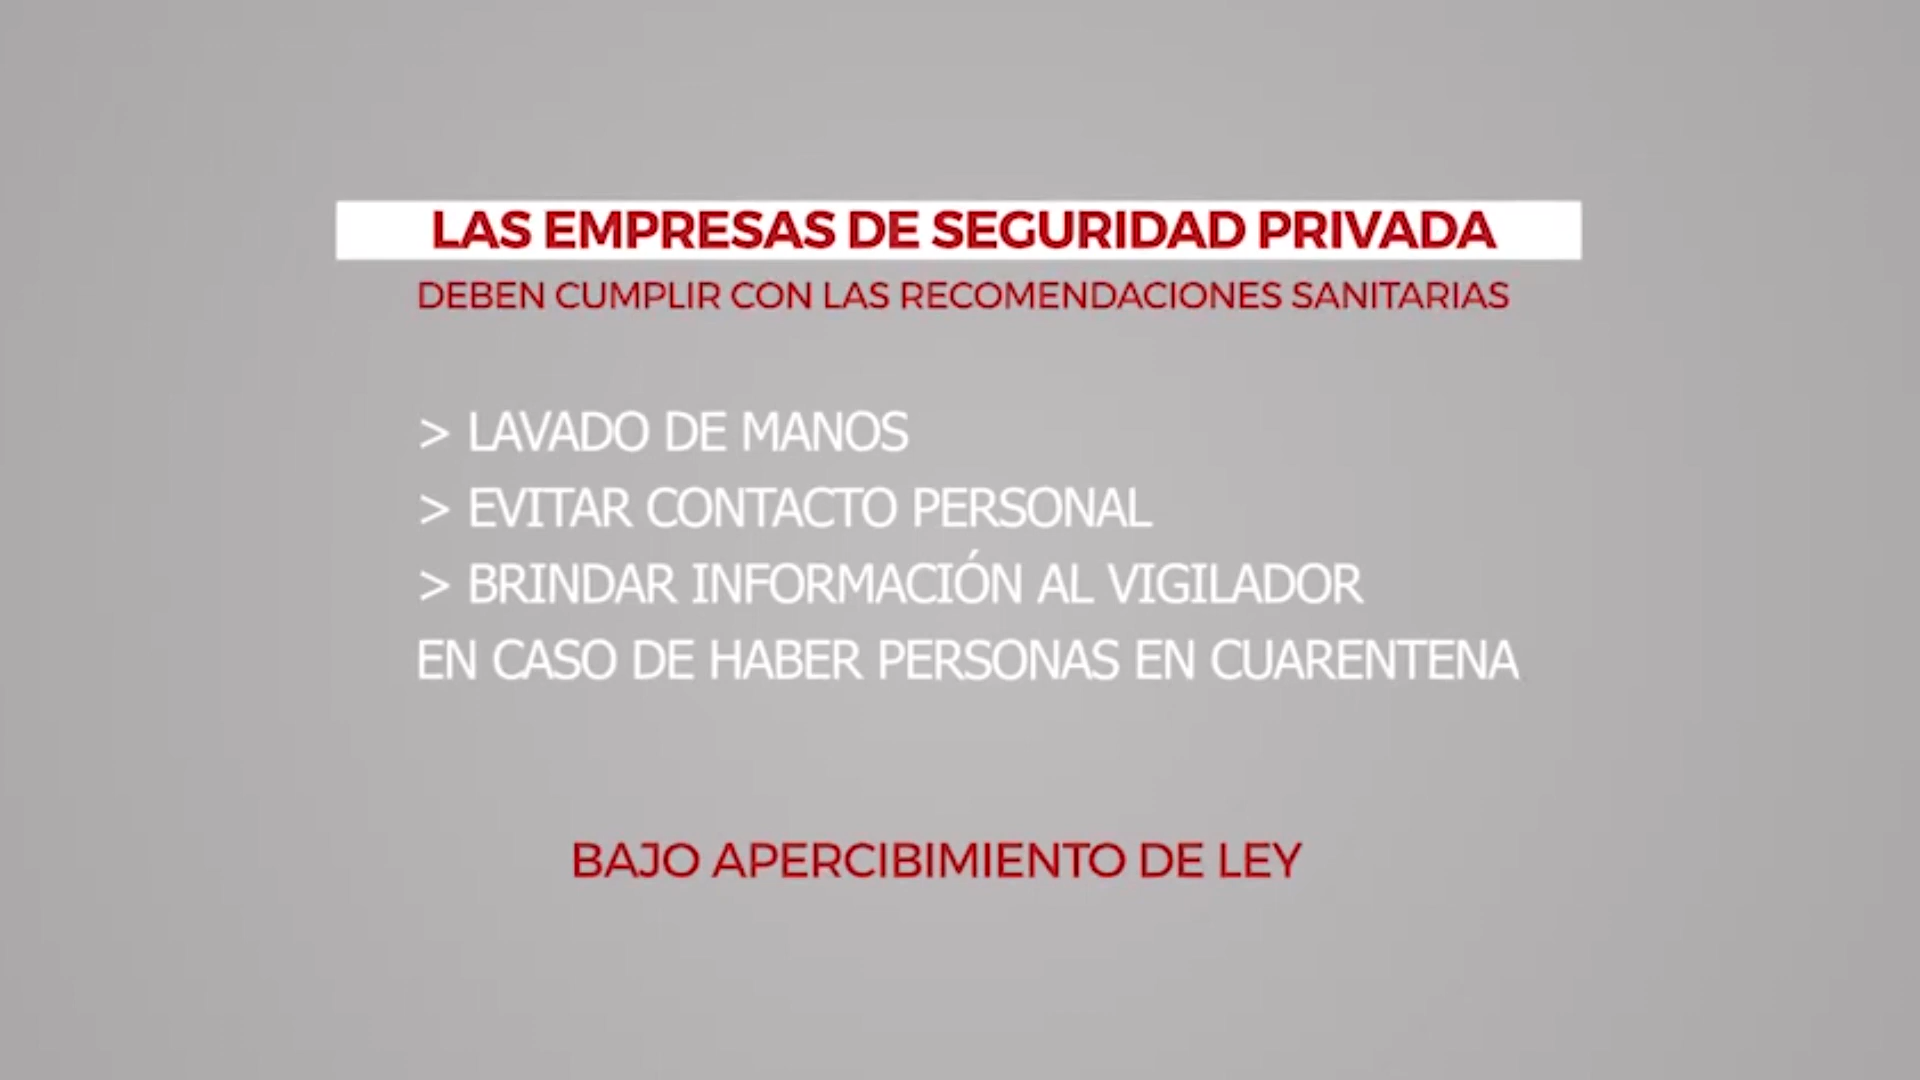 LAS EMPRESAS DE SEGURIDAD PRIVADA
DEBEN CUMPLIR CON LAS RECOMENDACIONES SANITARIAS
> LAVADO DE MANOS
> EVITAR CONTACTO PERSONAL
> BRINDAR INFORMACIÓN AL VIGILADOR
EN CASO DE HABER PERSONAS EN CUARENTENA
BAJO APERCIBIMIENTO DE LEY